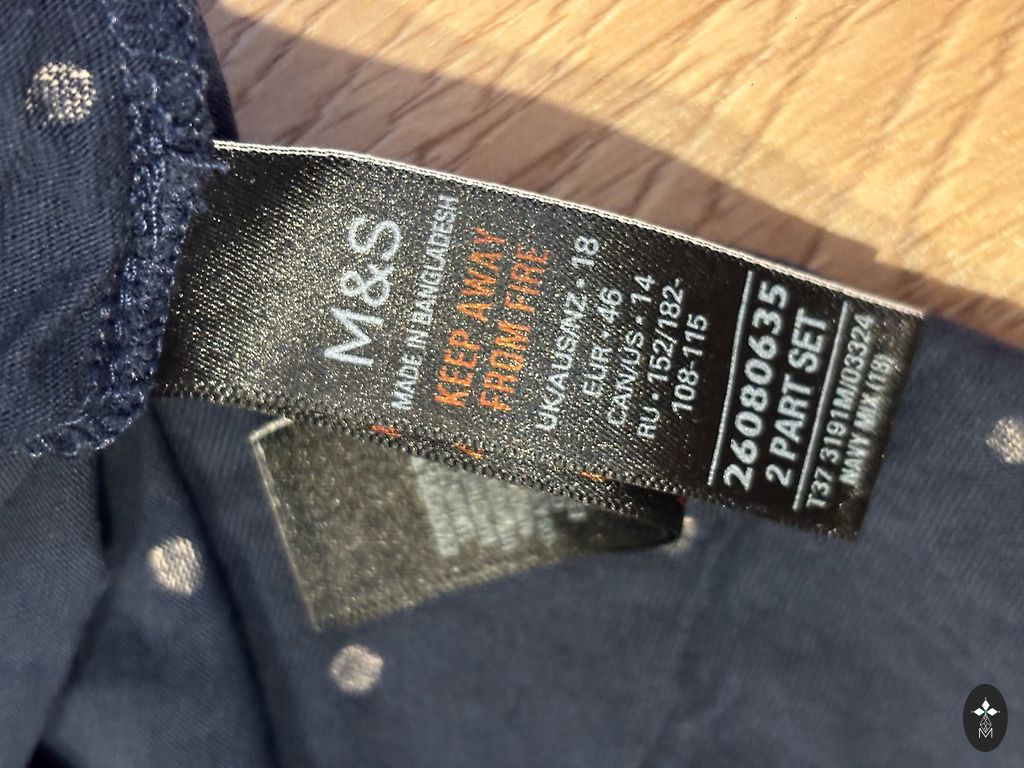 M&S
MADE IN BANGLADESH
KEEP AWAY
FROM FIRE
UK/AUS/NZ • 18
EUR • 46
CAN/US • 14
RU • 152/182-
108-115
26080635
2 PART SET
T37 3191M/03324
NAVY MIX (19)
M